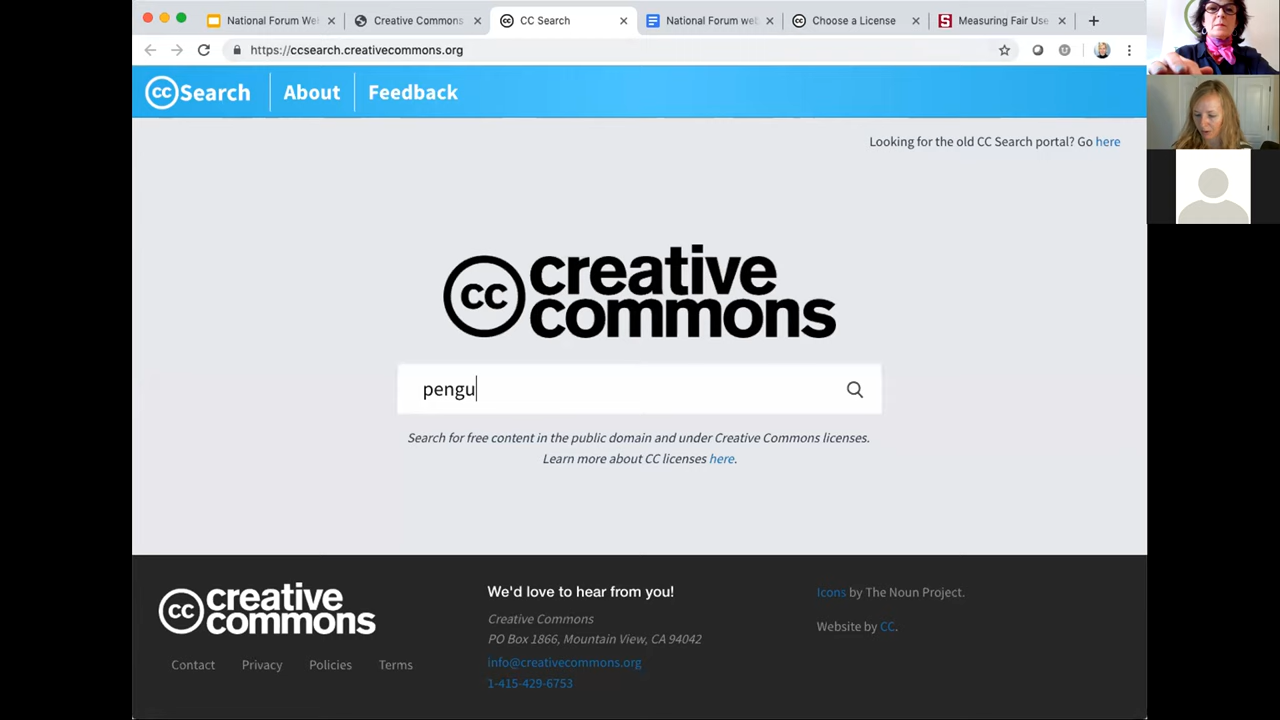 National Forum We
Creative Commons
CC Search
National Forum web
Choose a License
Measuring Fair Use
https://ccsearch.creativecommons.org
cc Search
About
Feedback
Looking for the old CC Search portal? Go here
cc creative commons
pengu
Search for free content in the public domain and under Creative Commons licenses.
Learn more about CC licenses here.
cc creative commons
Contact
Privacy
Policies
Terms
We'd love to hear from you!
Creative Commons
PO Box 1866, Mountain View, CA 94042
info@creativecommons.org
1-415-429-6753
Icons by The Noun Project.
Website by CC.